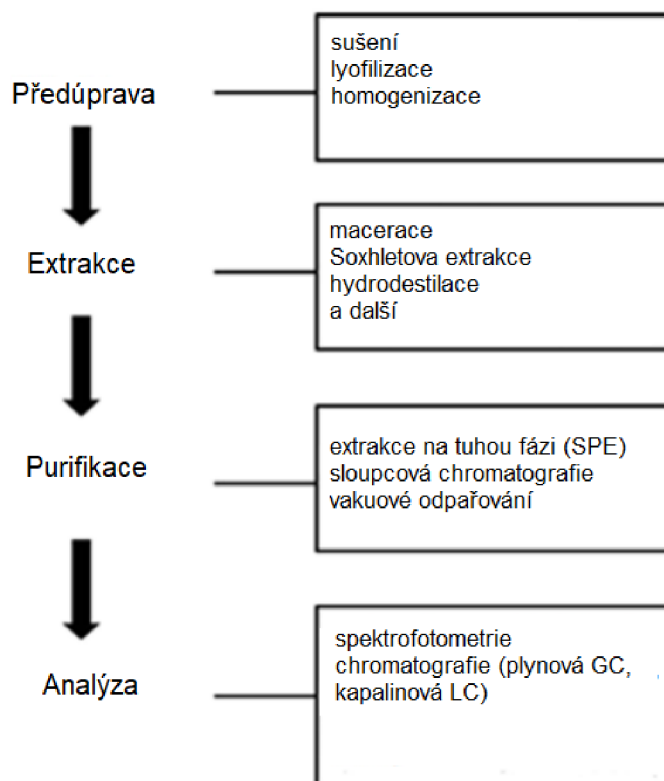 Předúprava
sušení
lyofilizace
homogenizace
Extrakce
macerace
Soxhletova extrakce
hydrodestilace
a další
Purifikace
extrakce na tuhou fázi (SPE)
sloupcová chromatografie
vakuové odpařování
Analýza
spektrofotometrie
chromatografie (plynová GC,
kapalinová LC)